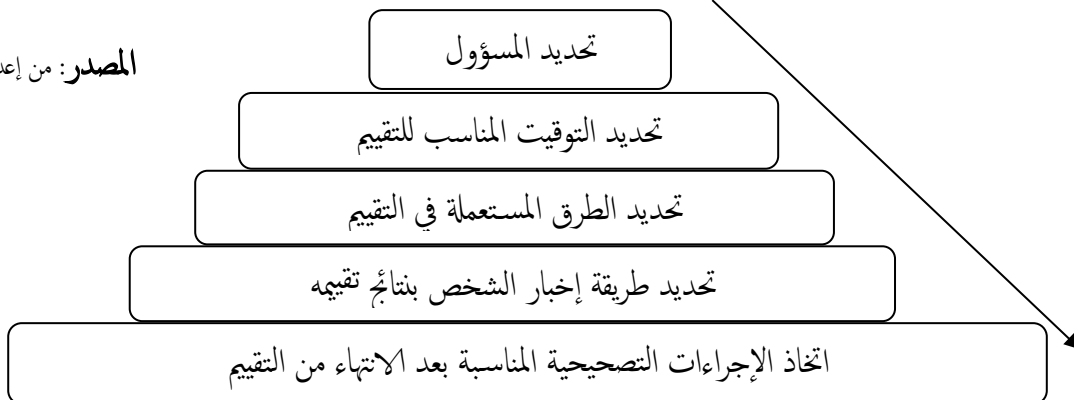 تحديد المسؤول
المصدر: من
تحديد التوقيت المناسب للتقييم
تحديد الطرق المستعملة في التقييم
تحديد طريقة إخبار الشخص بنتائج تقييمه
اتخاذ الإجراءات التصحيحية المناسبة بعد الانتهاء من التقييم